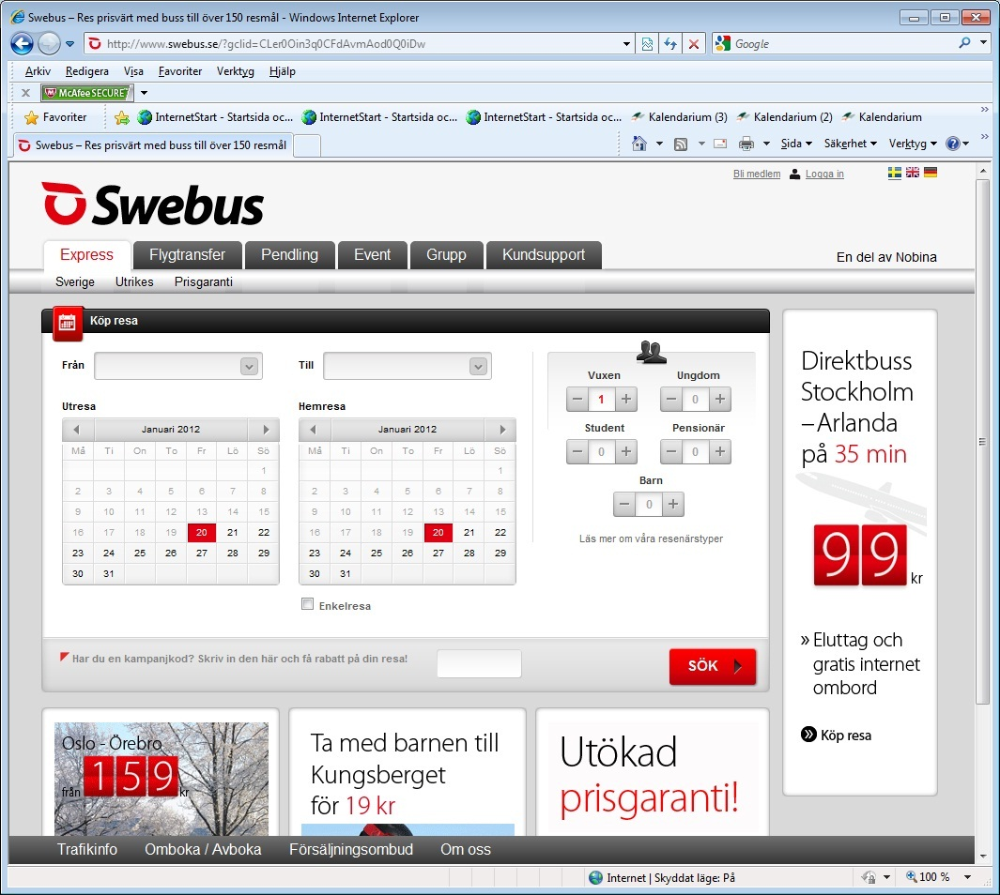 Swebus – Res prisvärt med buss till över 150 resmål - Windows Internet Explorer
http://www.swebus.se/?gclid=CLer0Oin3q0CFdAvmAod0Q0iDw
Google
Arkiv Redigera Visa Favoriter Verktyg Hjälp
x McAfee SECURE
Favoriter InternetStart - Startsida oc... InternetStart - Startsida oc... InternetStart - Startsida oc... Kalendarium (3) Kalendarium (2) Kalendarium »
Swebus – Res prisvärt med buss till över 150 resmål
Sida Säkerhet Verktyg »
Bli medlem Logga in
Swebus
Express Flygtransfer Pendling Event Grupp Kundsupport
En del av Nobina
Sverige Utrikes Prisgaranti
Köp resa
Från
Till
Utresa
Januari 2012
Må Ti On To Fr Lö Sö
1
2 3 4 5 6 7 8
9 10 11 12 13 14 15
16 17 18 19 20 21 22
23 24 25 26 27 28 29
30 31
Hemresa
Januari 2012
Må Ti On To Fr Lö Sö
1
2 3 4 5 6 7 8
9 10 11 12 13 14 15
16 17 18 19 20 21 22
23 24 25 26 27 28 29
30 31
Enkelresa
Vuxen Ungdom
− 1 + − 0 +
Student Pensionär
− 0 + − 0 +
Barn
− 0 +
Läs mer om våra resenärstyper
Har du en kampanjkod? Skriv in den här och få rabatt på din resa!
SÖK
Direktbuss
Stockholm
–Arlanda
på 35 min
99 kr
» Eluttag och
gratis internet
ombord
» Köp resa
Oslo - Örebro
från 159 kr
Ta med barnen till
Kungsberget
för 19 kr
Utökad
prisgaranti!
Trafikinfo Omboka / Avboka Försäljningsombud Om oss
Internet | Skyddat läge: På
100 %